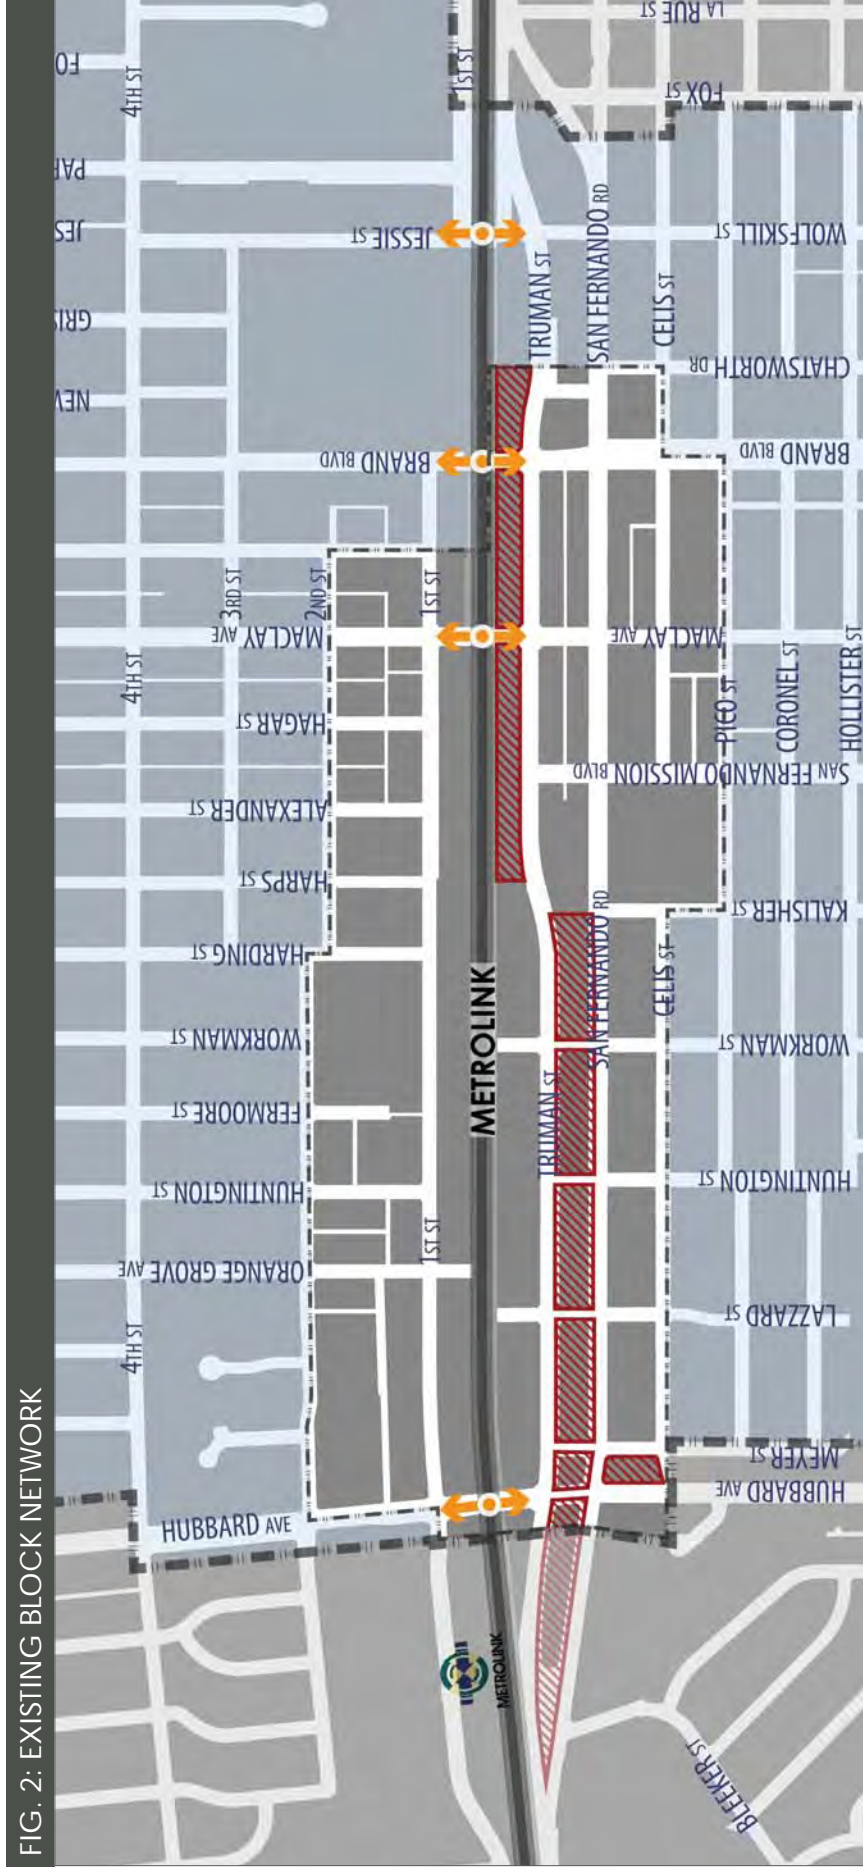 FIG. 2: EXISTING BLOCK NETWORK
HUBBARD AVE
4TH ST
4TH ST
4TH ST
ORANGE GROVE AVE
HUNTINGTON ST
FERMOORE ST
WORKMAN ST
HARDING ST
HARPS ST
ALEXANDER ST
HAGAR ST
MACLAY AVE
3RD ST
2ND ST
BRAND BLVD
JESSIE ST
NEW
GRIS
JES
PAR
FO
1ST ST
1ST ST
1ST ST
METROLINK
METROLINK
TRUMAN ST
TRUMAN ST
SAN FERNANDO RD
SAN FERNANDO RD
CELIS ST
CELIS ST
PICO ST
CORONEL ST
HOLLISTER ST
BLEEKER ST
HUBBARD AVE
MEYER ST
LAZZARD ST
HUNTINGTON ST
WORKMAN ST
KALISHER ST
SAN FERNANDO MISSION BLVD
MACLAY AVE
BRAND BLVD
CHATSWORTH DR
WOLFSKILL ST
FOX ST
LA RUE ST